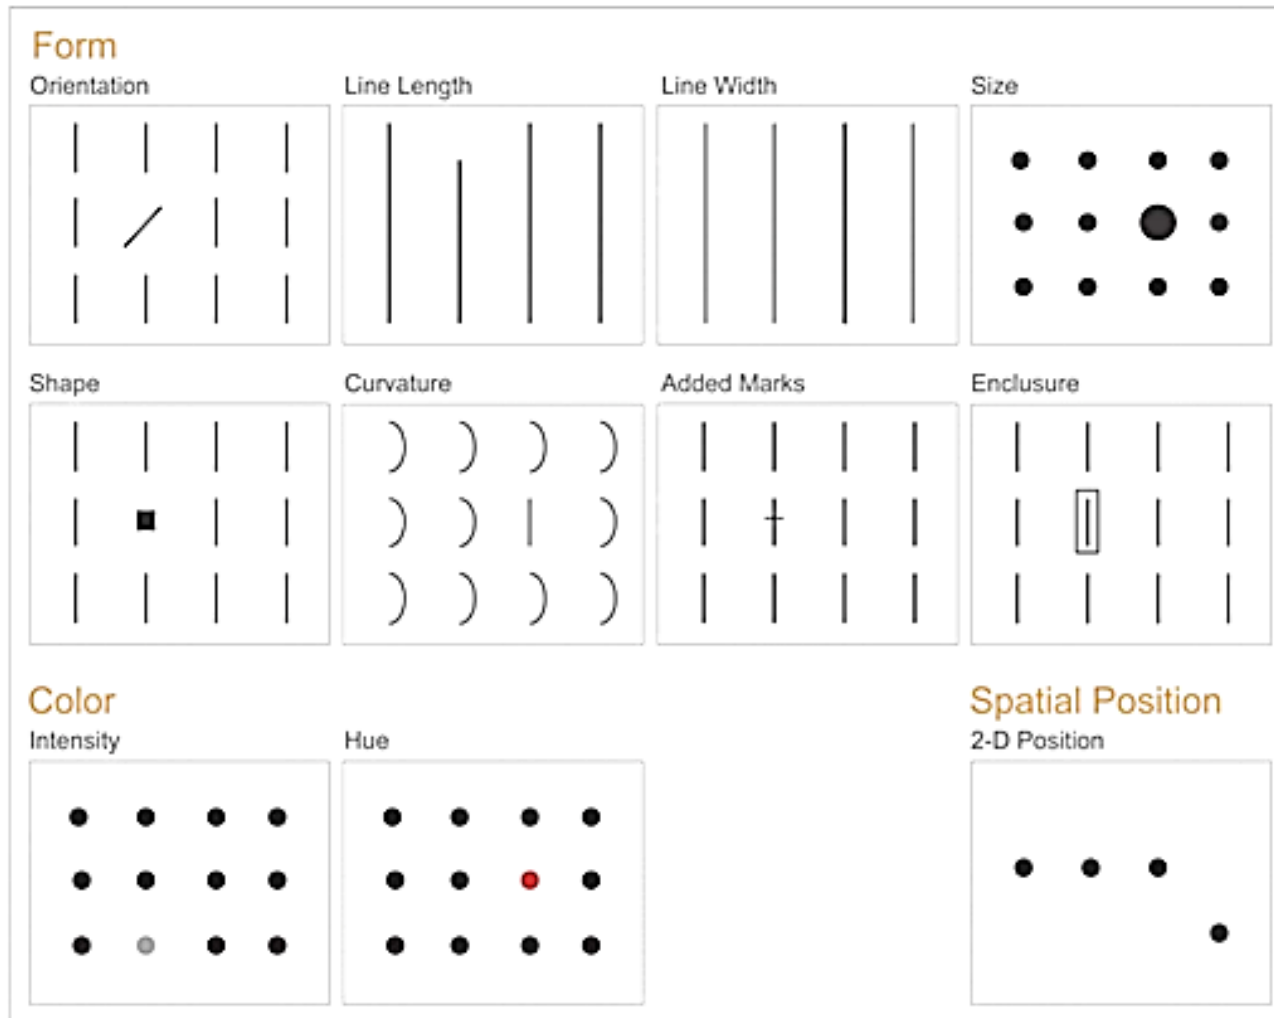 Form
Orientation
Line Length
Line Width
Size
Shape
Curvature
Added Marks
Enclusure
Color
Spatial Position
Intensity
Hue
2-D Position